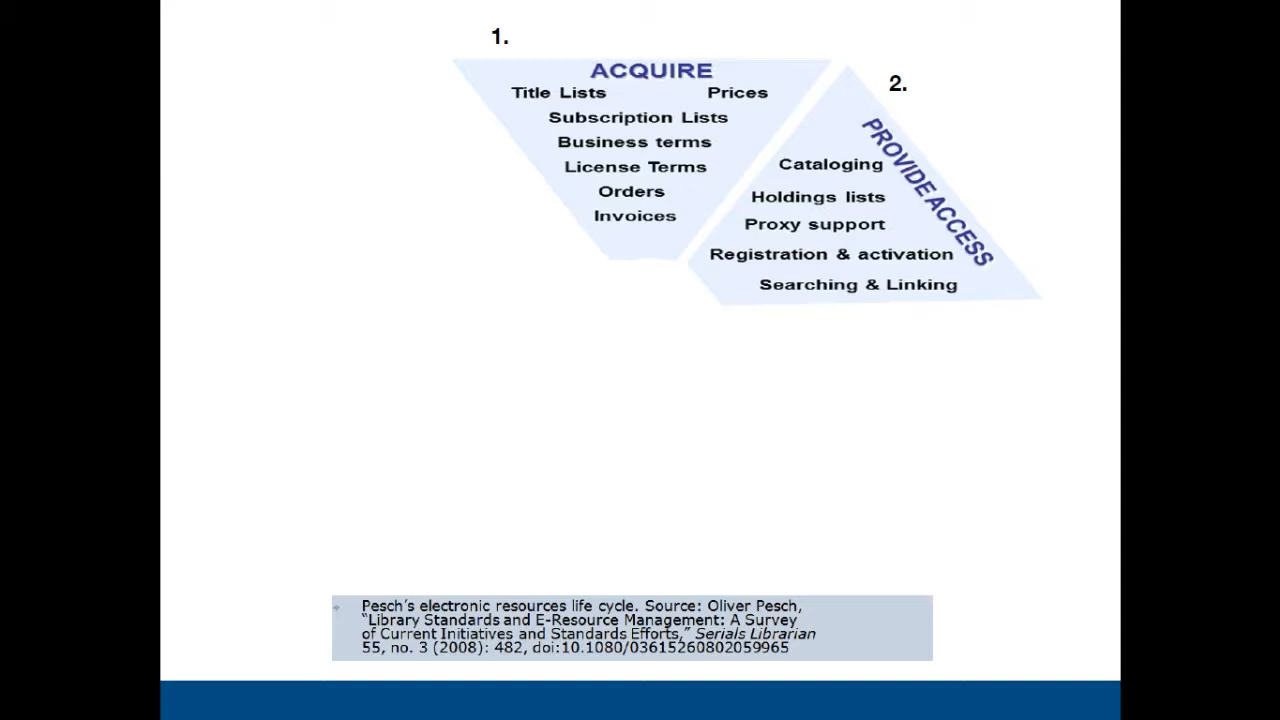 1.
ACQUIRE
Title Lists Prices
Subscription Lists
Business terms
License Terms
Orders
Invoices
2.
PROVIDE ACCESS
Cataloging
Holdings lists
Proxy support
Registration & activation
Searching & Linking
Pesch's electronic resources life cycle. Source: Oliver Pesch,
"Library Standards and E-Resource Management: A Survey
of Current Initiatives and Standards Efforts," Serials Librarian
55, no. 3 (2008): 482, doi:10.1080/03615260802059965